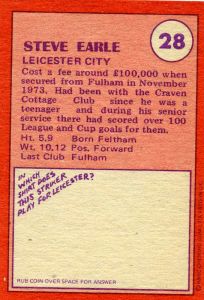 STEVE EARLE
28
LEICESTER CITY
Cost a fee around £100,000 when
secured from Fulham in November
1973. Had been with the Craven
Cottage Club since he was a
teenager and during his senior
service there had scored over 100
League and Cup goals for them.
Ht. 5.9 Born Feltham
Wt. 10.12 Pos. Forward
Last Club Fulham
IN WHICH
SHIRT DOES
THIS STRIKER
PLAY FOR LEICESTER?
RUB COIN OVER SPACE FOR ANSWER